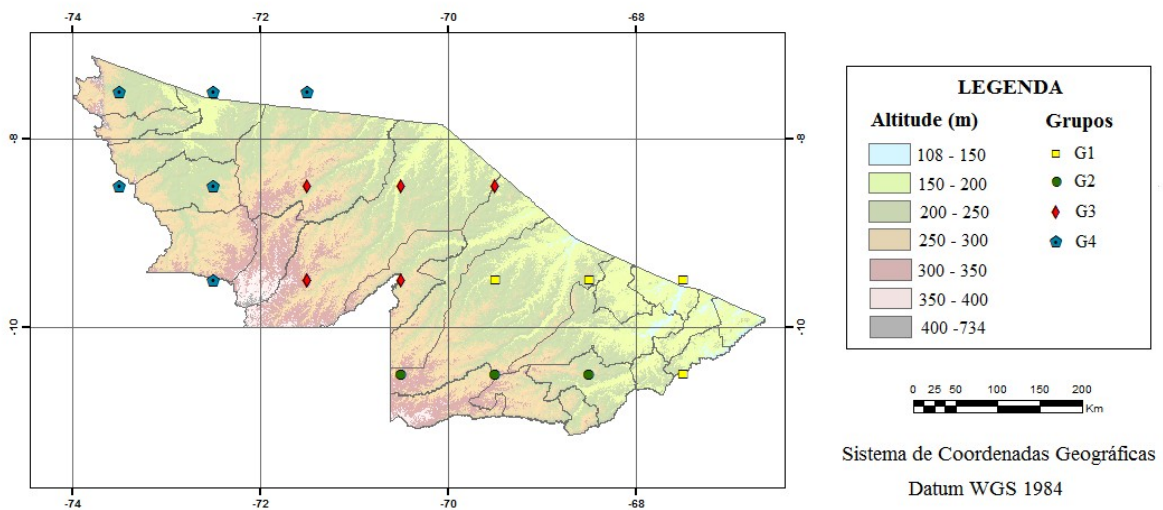 -74 -72 -70 -68
-8 -8
-10 -10
-74 -72 -70 -68
LEGENDA
Altitude (m) Grupos
108 - 150 G1
150 - 200 G2
200 - 250 G3
250 - 300 G4
300 - 350
350 - 400
400 -734
0 25 50 100 150 200
Km
Sistema de Coordenadas Geográficas
Datum WGS 1984